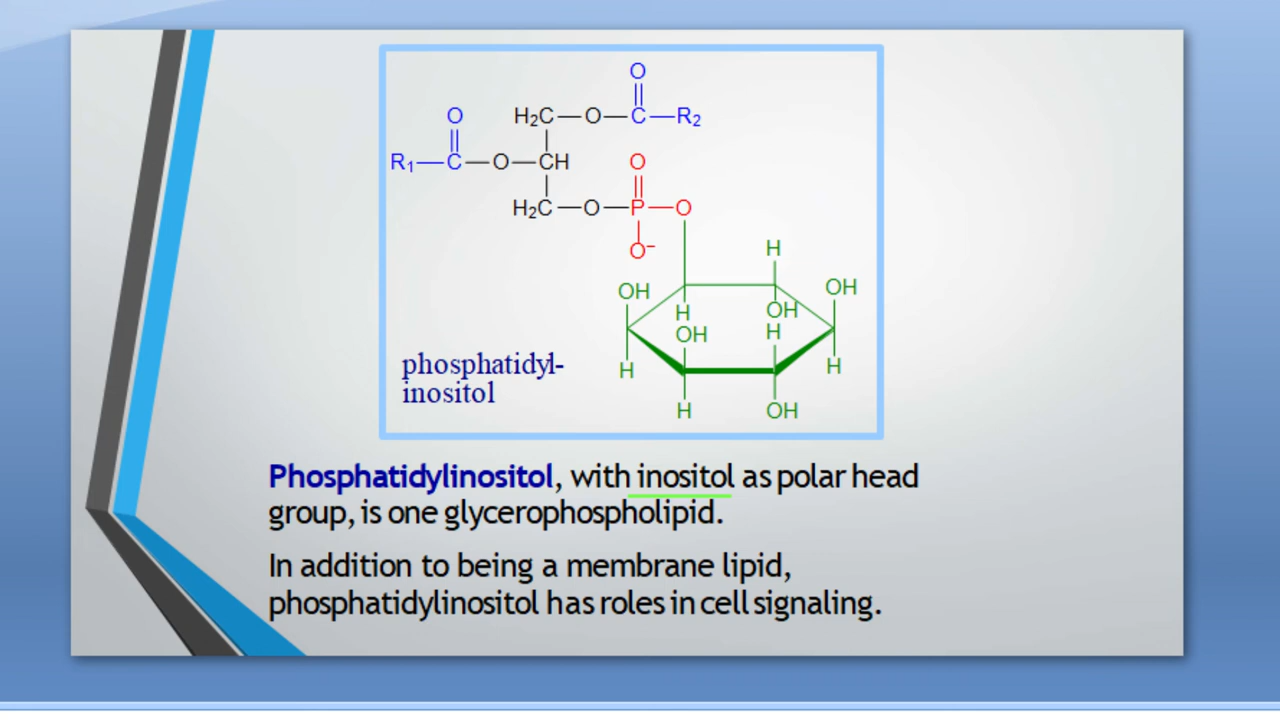 O
O H₂C—O—C—R₂
R₁—C—O—CH O
H₂C—O—P—O
O⁻ H
OH OH
H OH
OH H
H H
phosphatidyl-
inositol
H OH
Phosphatidylinositol, with inositol as polar head
group, is one glycerophospholipid.
In addition to being a membrane lipid,
phosphatidylinositol has roles in cell signaling.